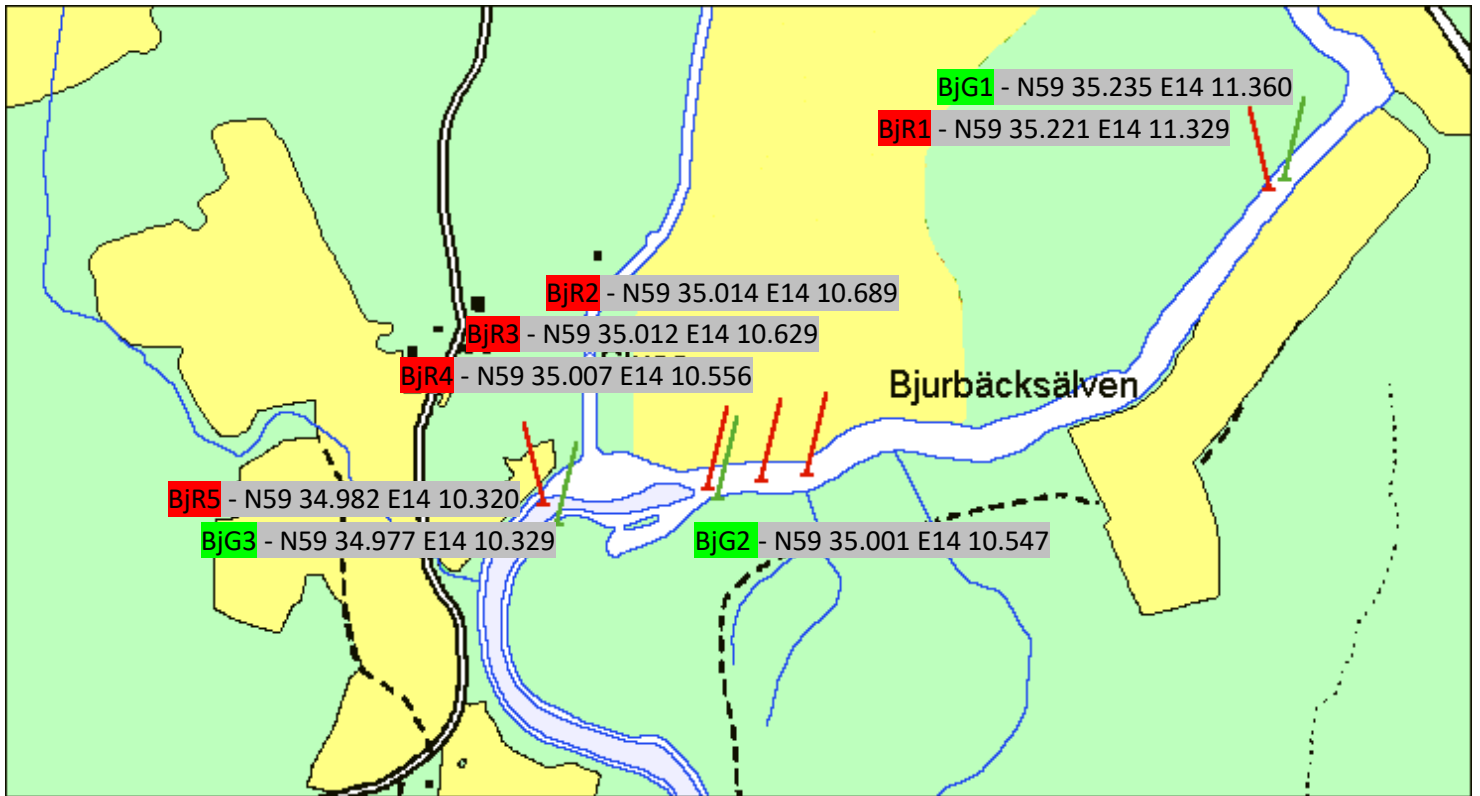 BjG1 - N59 35.235 E14 11.360
BjR1 - N59 35.221 E14 11.329
BjR2 - N59 35.014 E14 10.689
BjR3 - N59 35.012 E14 10.629
BjR4 - N59 35.007 E14 10.556
Bjurbäcksälven
BjR5 - N59 34.982 E14 10.320
BjG3 - N59 34.977 E14 10.329
BjG2 - N59 35.001 E14 10.547